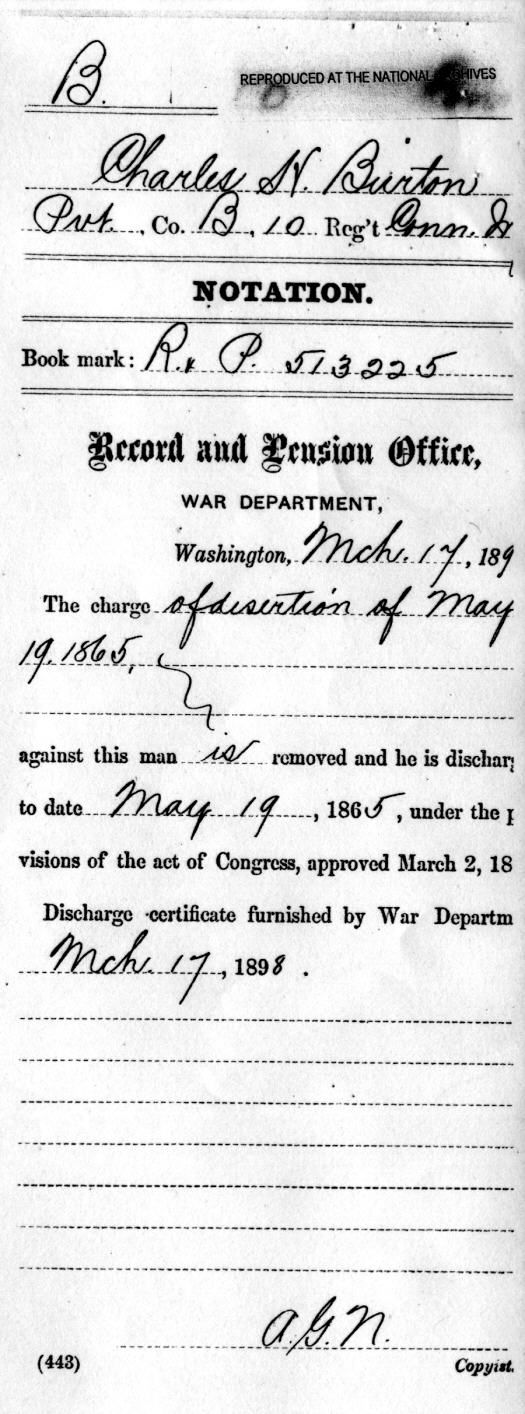 B.
REPRODUCED AT THE NATIONAL HIVES
Charles H. Burton
Pvt., Co. B, 10 Reg't Conn.
NOTATION.
Book mark: R. & P. 513225
Record and Pension Office,
WAR DEPARTMENT,
Washington, Mch. 17, 189
The charge of desertion of May
19. 1865,
against this man is removed and he is discharg
to date May 19, 1865, under the p
visions of the act of Congress, approved March 2, 18
Discharge certificate furnished by War Departm
Mch. 17, 1898.
A.G.N.
(443) Copyist.